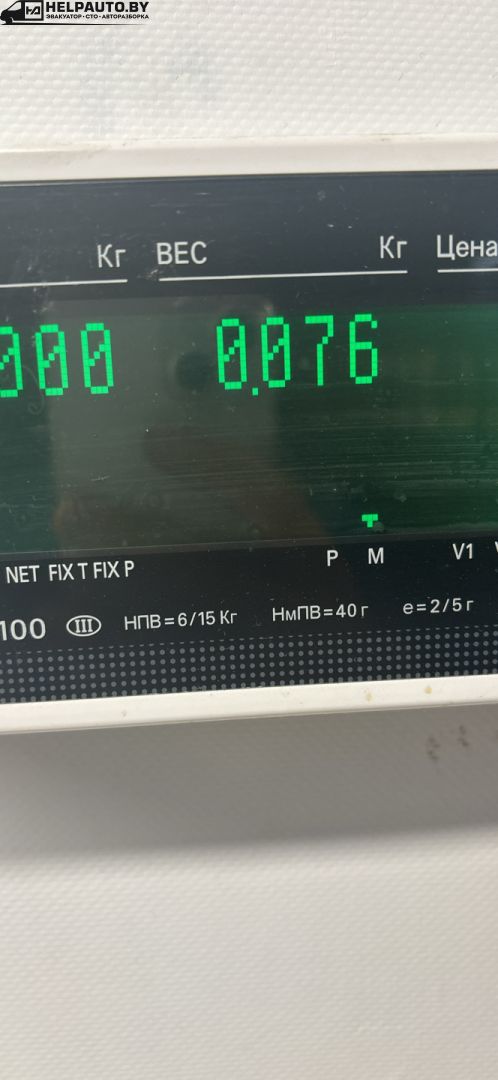 HELPAUTO.BY
ЭВАКУАТОР · СТО · АВТОРАЗБОРКА
Кг ВЕС Кг Цена
000 0.076
NET FIX T FIX P P M V1
100 III НПВ=6/15 Кг НмПВ=40 г e=2/5 г